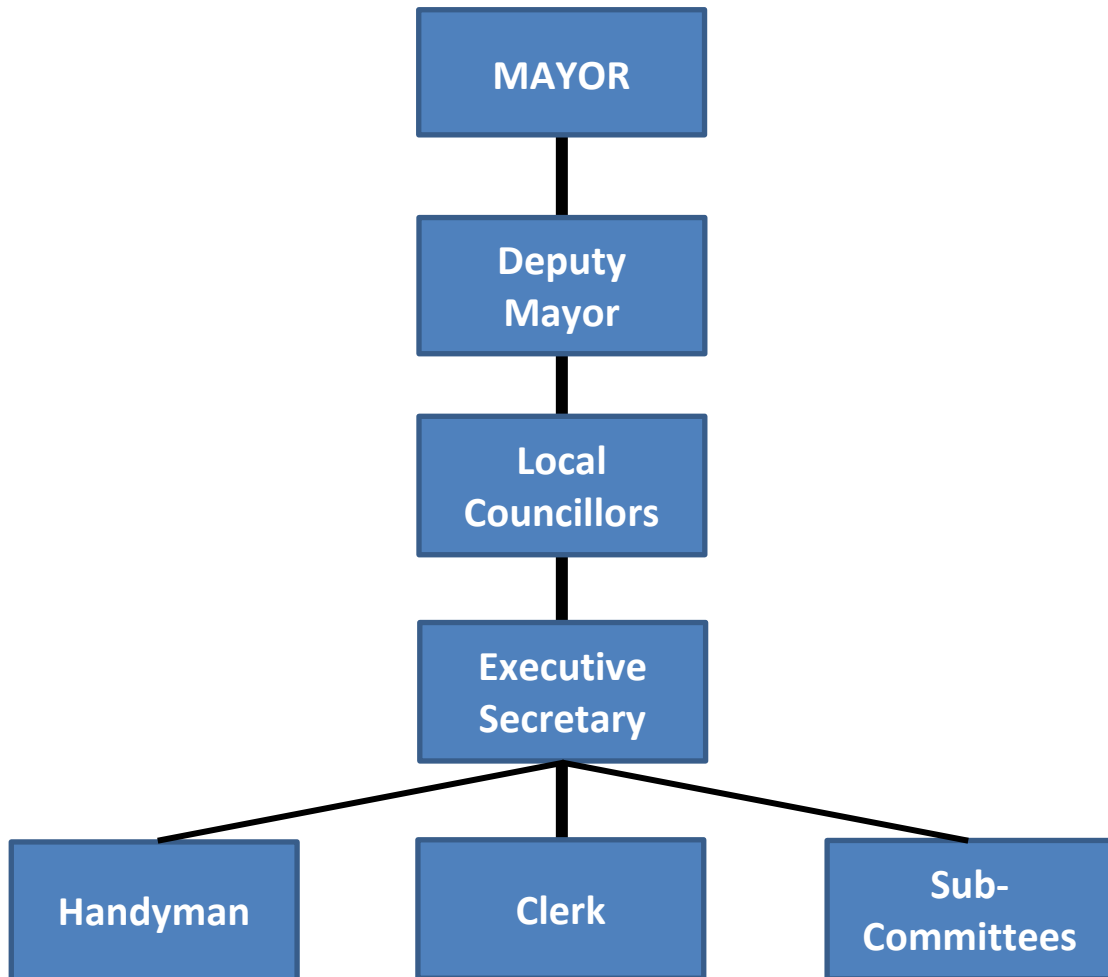 MAYOR
Deputy
Mayor
Local
Councillors
Executive
Secretary
Handyman
Clerk
Sub-
Committees